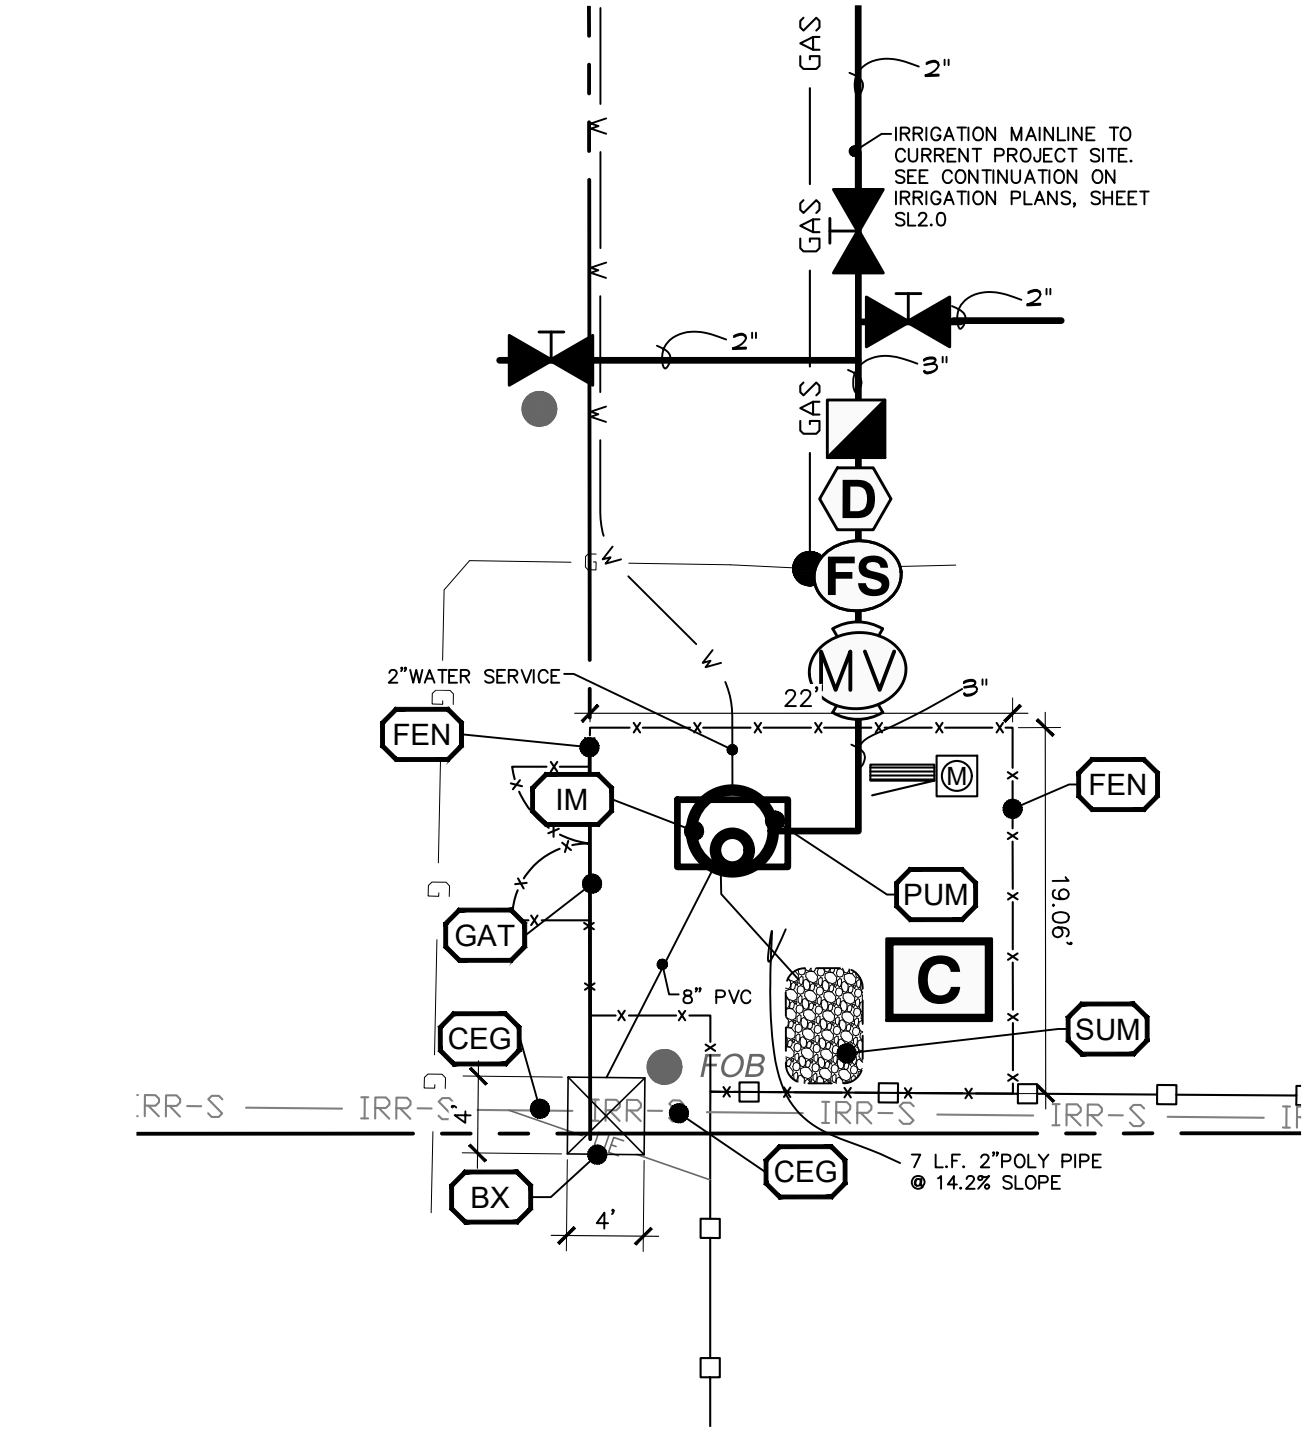 GAS
2"
W
IRRIGATION MAINLINE TO
CURRENT PROJECT SITE.
SEE CONTINUATION ON
IRRIGATION PLANS, SHEET
SL2.0
GAS
W
2"
2"
3"
GAS
W
D
G
W
FS
W
MV
2"WATER SERVICE
22'
3"
G
FEN
M
FEN
IM
G
PUM
19.06'
GAT
C
8" PVC
CEG
SUM
FOB
G
IRR-S
IRR-S
IRR-S
IRR-S
IRR-S
4'
7 L.F. 2"POLY PIPE
@ 14.2% SLOPE
CEG
BX
4'